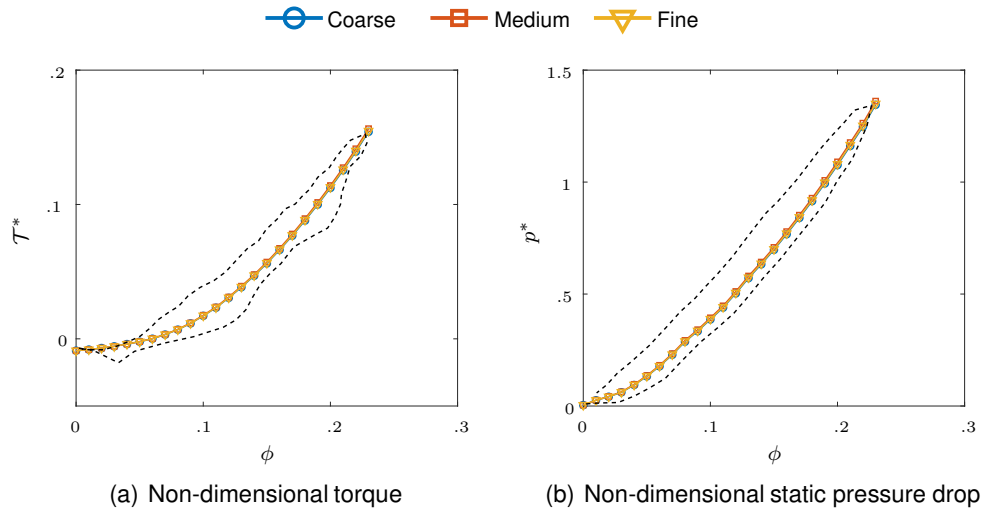 Coarse Medium Fine
.2
.1
0
𝒯*
0 .1 .2 .3
ϕ
(a) Non-dimensional torque
1.5
1
.5
0
p*
0 .1 .2 .3
ϕ
(b) Non-dimensional static pressure drop